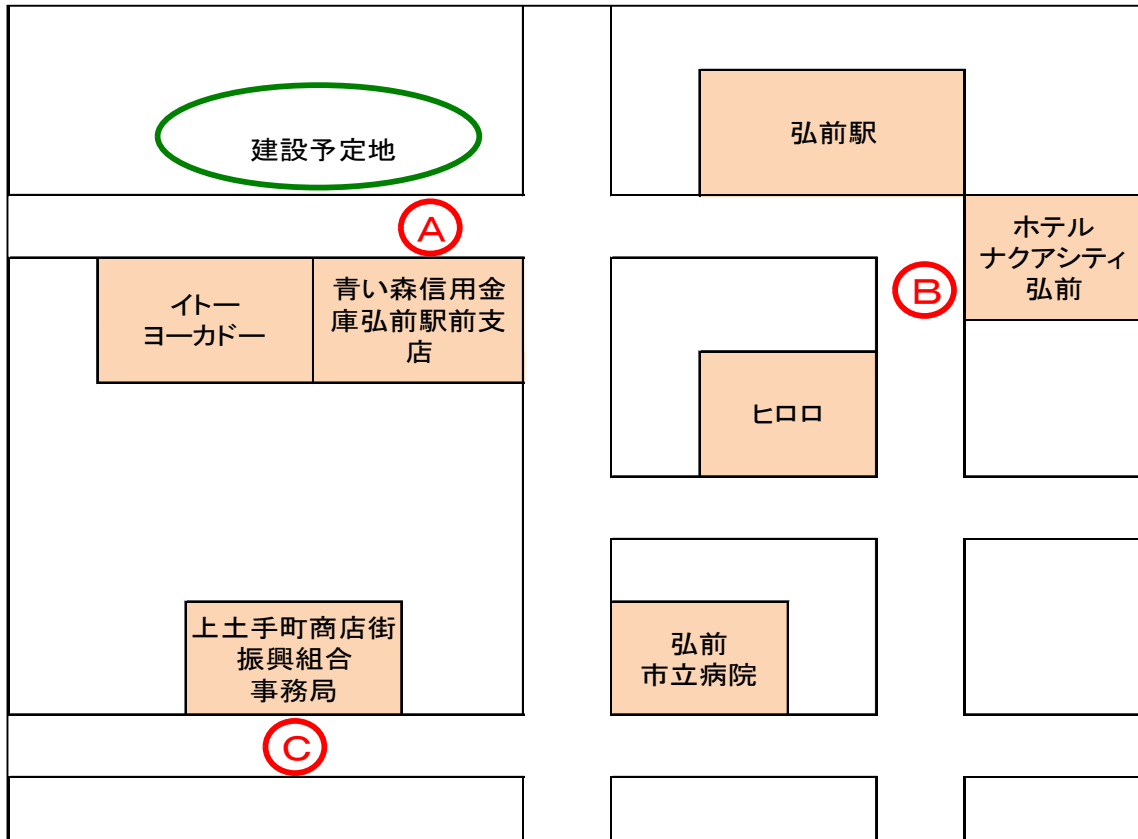 建設予定地
弘前駅
Ａ
ホテル
ナクアシティ
弘前
イトー
ヨーカドー
青い森信用金
庫弘前駅前支
店
Ｂ
ヒロロ
上土手町商店街
振興組合
事務局
弘前
市立病院
Ｃ